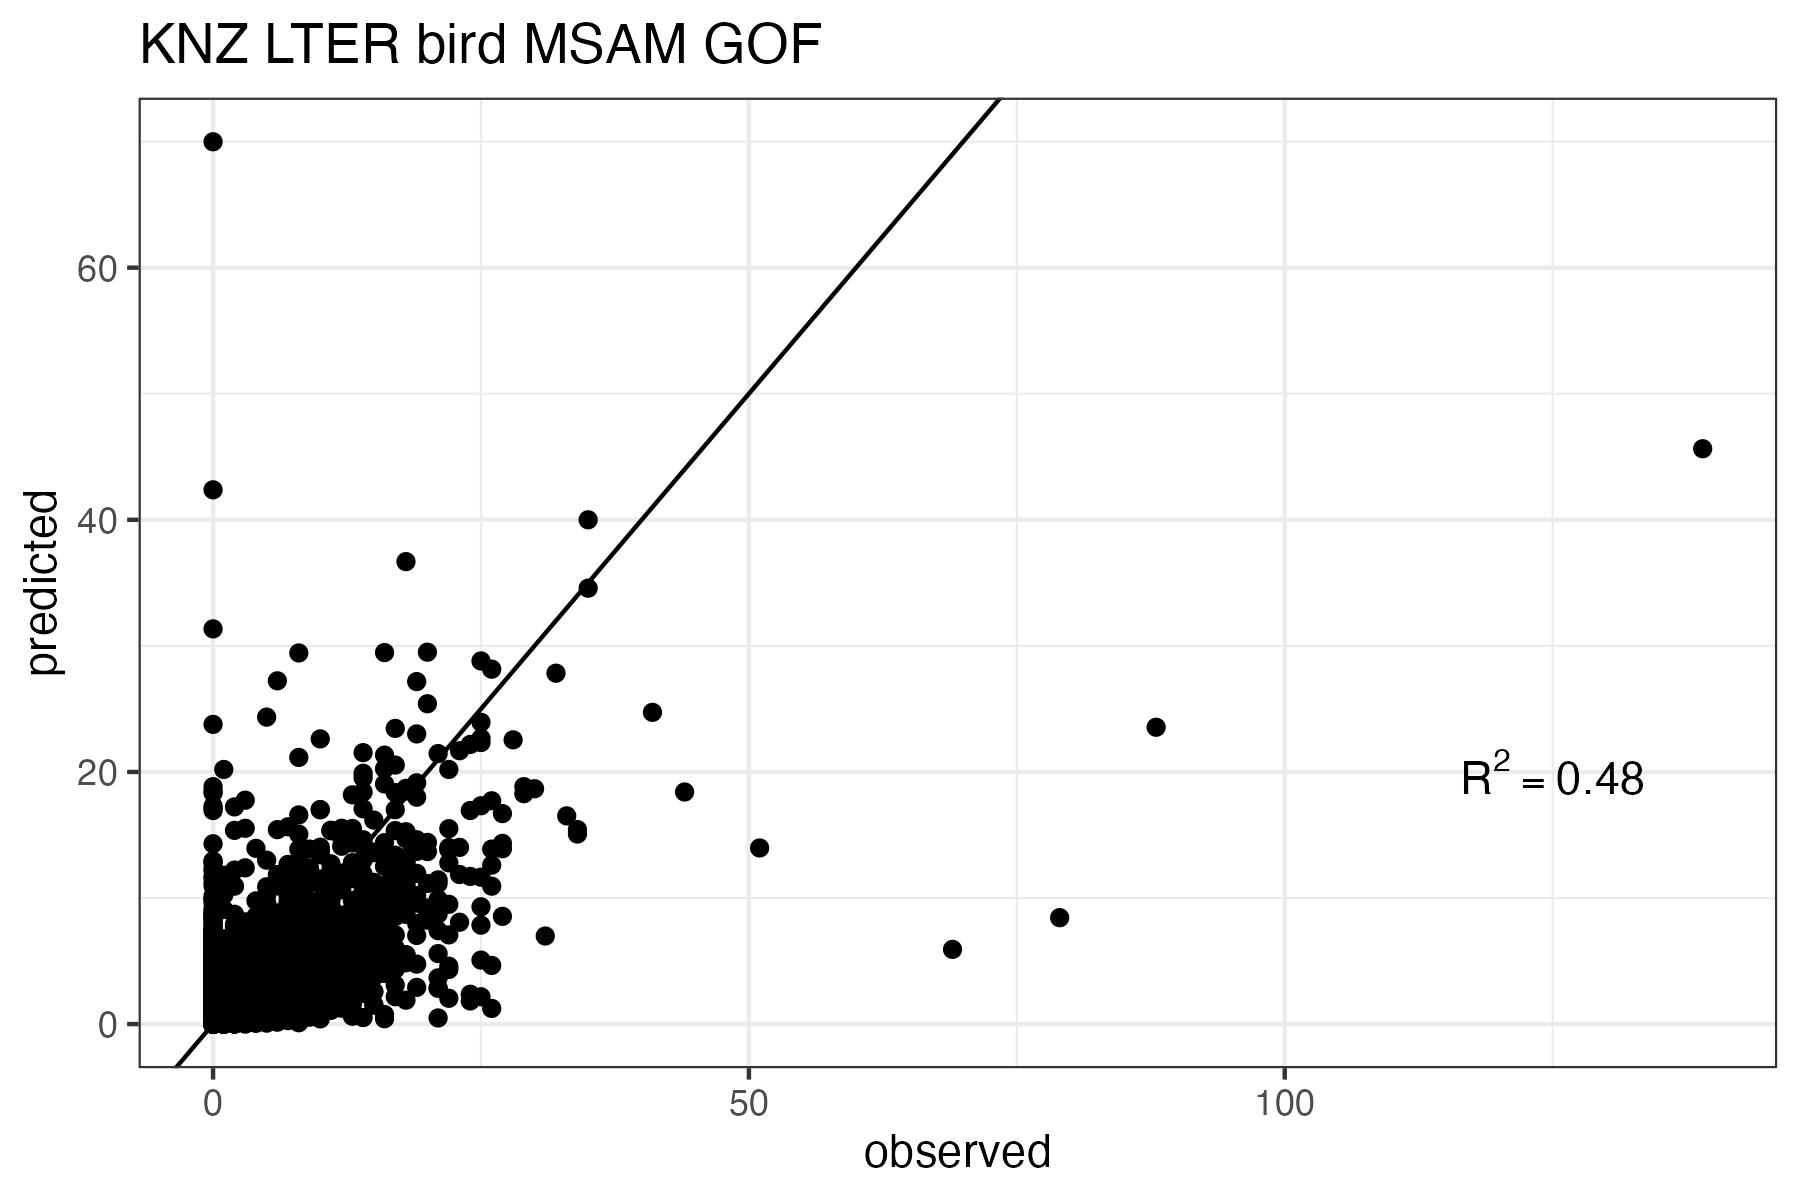 KNZ LTER bird MSAM GOF
60
40
20
0
predicted
R² = 0.48
0 50 100
observed